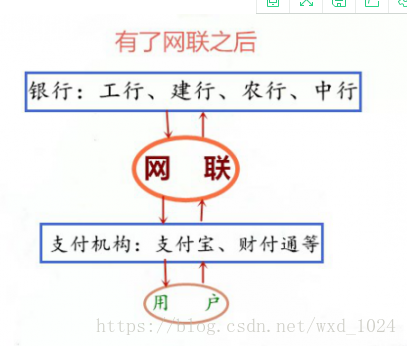 有了网联之后
银行：工行、建行、农行、中行
网 联
支付机构：支付宝、财付通等
用 户
https://blog.csdn.net/wxd_1024